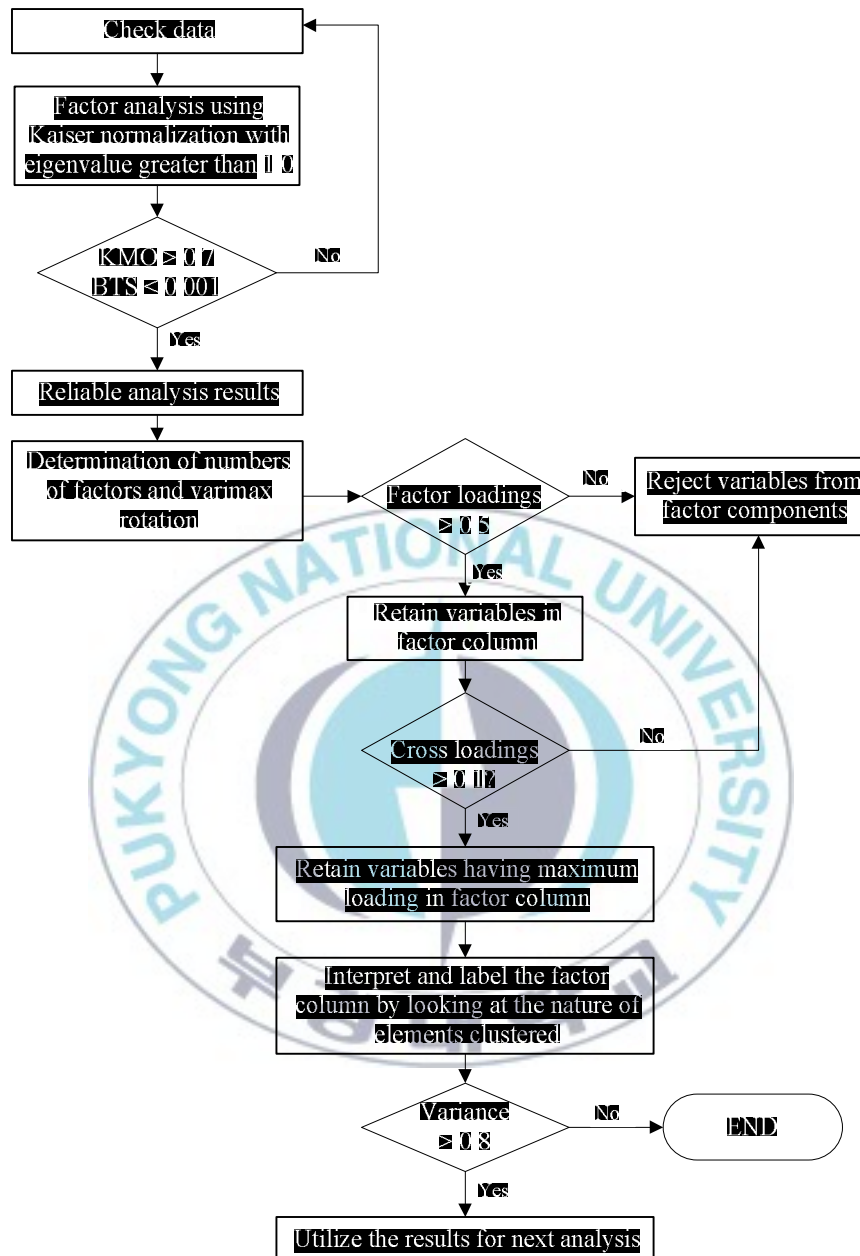 Check data
Factor analysis using
Kaiser normalization with
eigenvalue greater than 1.0
KMO ≥ 0.7
BTS ≤ 0.001
No
Yes
Reliable analysis results
Determination of numbers
of factors and varimax
rotation
Factor loadings
≥ 0.5
No
Reject variables from
factor components
Yes
Retain variables in
factor column
Cross loadings
≥ 0.1?
No
Yes
Retain variables having maximum
loading in factor column
Interpret and label the factor
column by looking at the nature of
elements clustered
Variance
≥ 0.8
No
END
Yes
Utilize the results for next analysis
PUKYONG NATIONAL UNIVERSITY